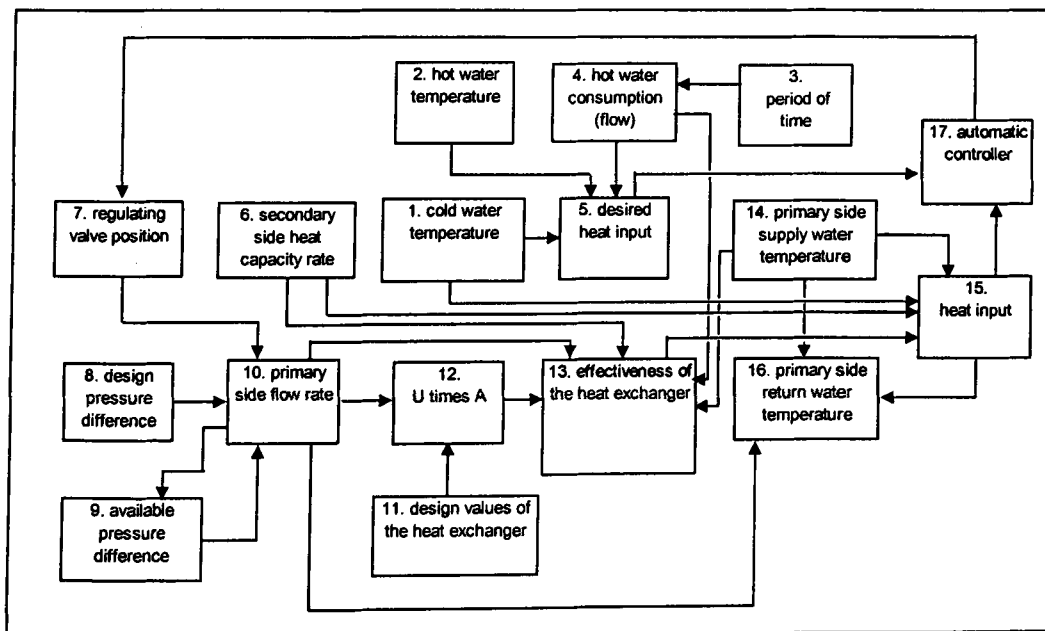 2. hot water
temperature
4. hot water
consumption
(flow)
3.
period of
time
17. automatic
controller
7. regulating
valve position
6. secondary
side heat
capacity rate
1. cold water
temperature
5. desired
heat input
14. primary
side
supply water
temperature
15.
heat input
8. design
pressure
difference
10. primary
side flow rate
12.
U times A
13. effectiveness of
the heat exchanger
16. primary side
return water
temperature
9. available
pressure
difference
11. design values of
the heat exchanger